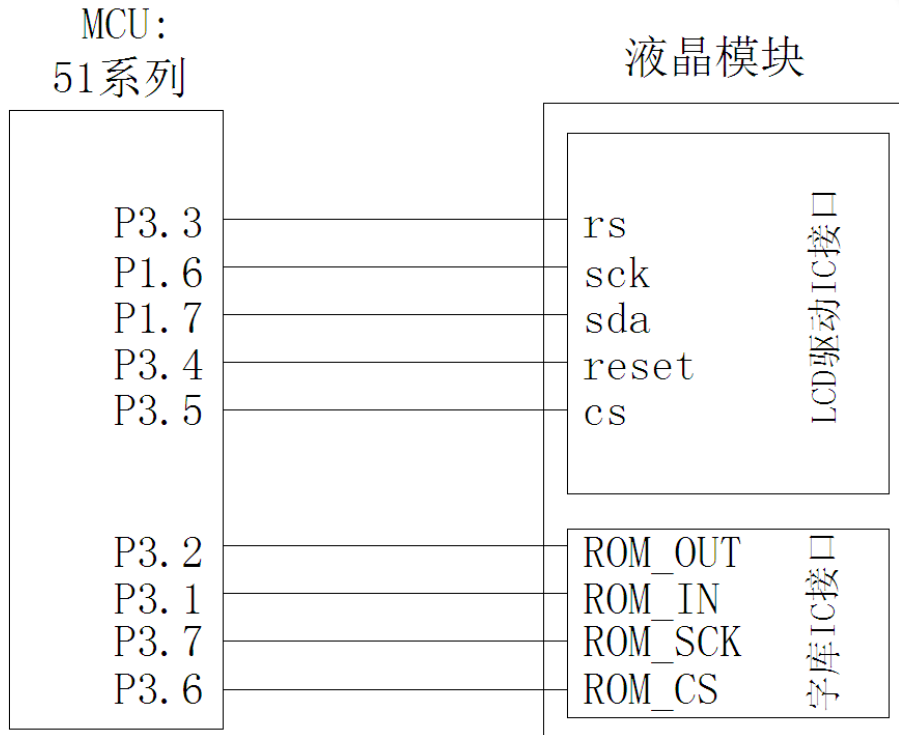 MCU:
51系列
液晶模块
P3.3
P1.6
P1.7
P3.4
P3.5
P3.2
P3.1
P3.7
P3.6
rs
sck
sda
reset
cs
LCD驱动IC接口
ROM_OUT
ROM_IN
ROM_SCK
ROM_CS
字库IC接口